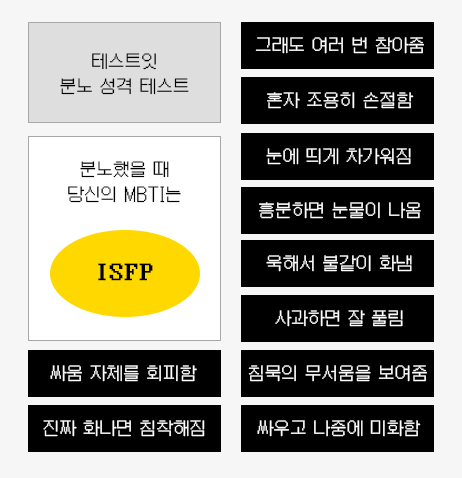 테스트잇
분노 성격 테스트
분노했을 때
당신의 MBTI는
ISFP
싸움 자체를 회피함
진짜 화나면 침착해짐
그래도 여러 번 참아줌
혼자 조용히 손절함
눈에 띄게 차가워짐
흥분하면 눈물이 나옴
욱해서 불같이 화냄
사과하면 잘 풀림
침묵의 무서움을 보여줌
싸우고 나중에 미화함